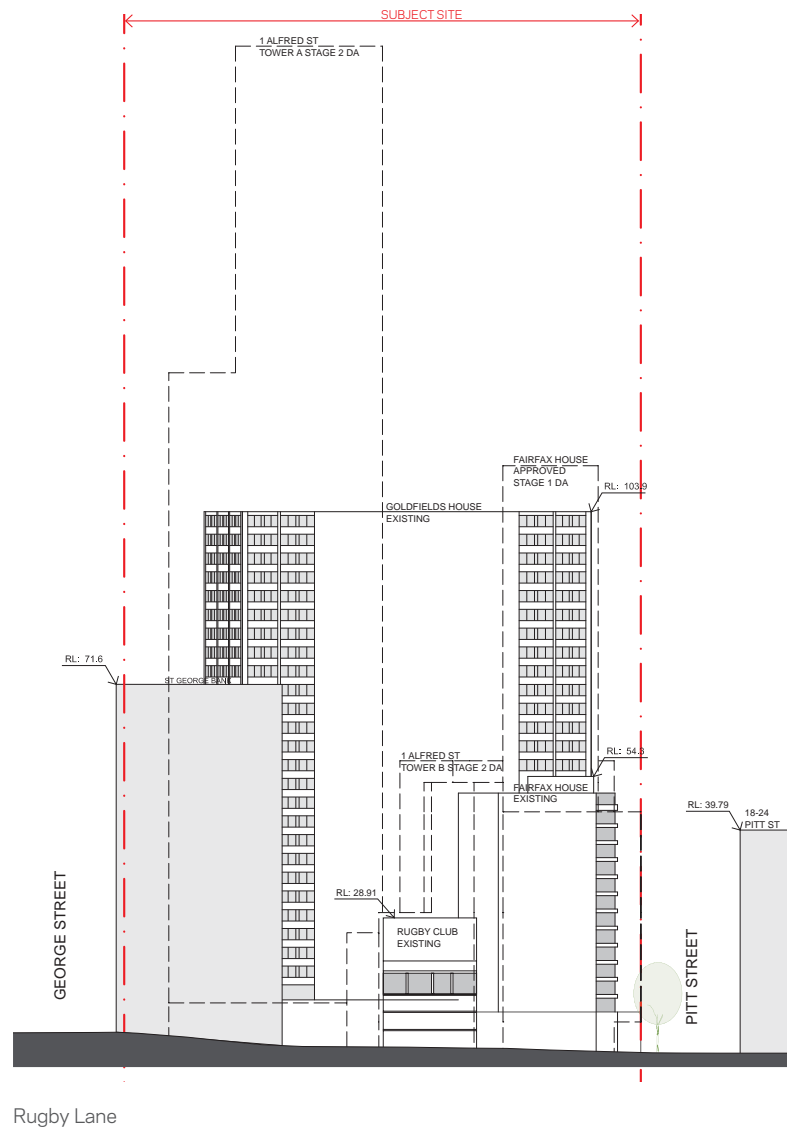 SUBJECT SITE
1 ALFRED ST
TOWER A STAGE 2 DA
FAIRFAX HOUSE
APPROVED
STAGE 1 DA
RL: 103.9
GOLDFIELDS HOUSE
EXISTING
RL: 71.6
ST GEORGE BANK
1 ALFRED ST
TOWER B STAGE 2 DA
RL: 54.3
FAIRFAX HOUSE
EXISTING
RL: 39.79
18-24
PITT ST
RL: 28.91
RUGBY CLUB
EXISTING
GEORGE STREET
PITT STREET
Rugby Lane